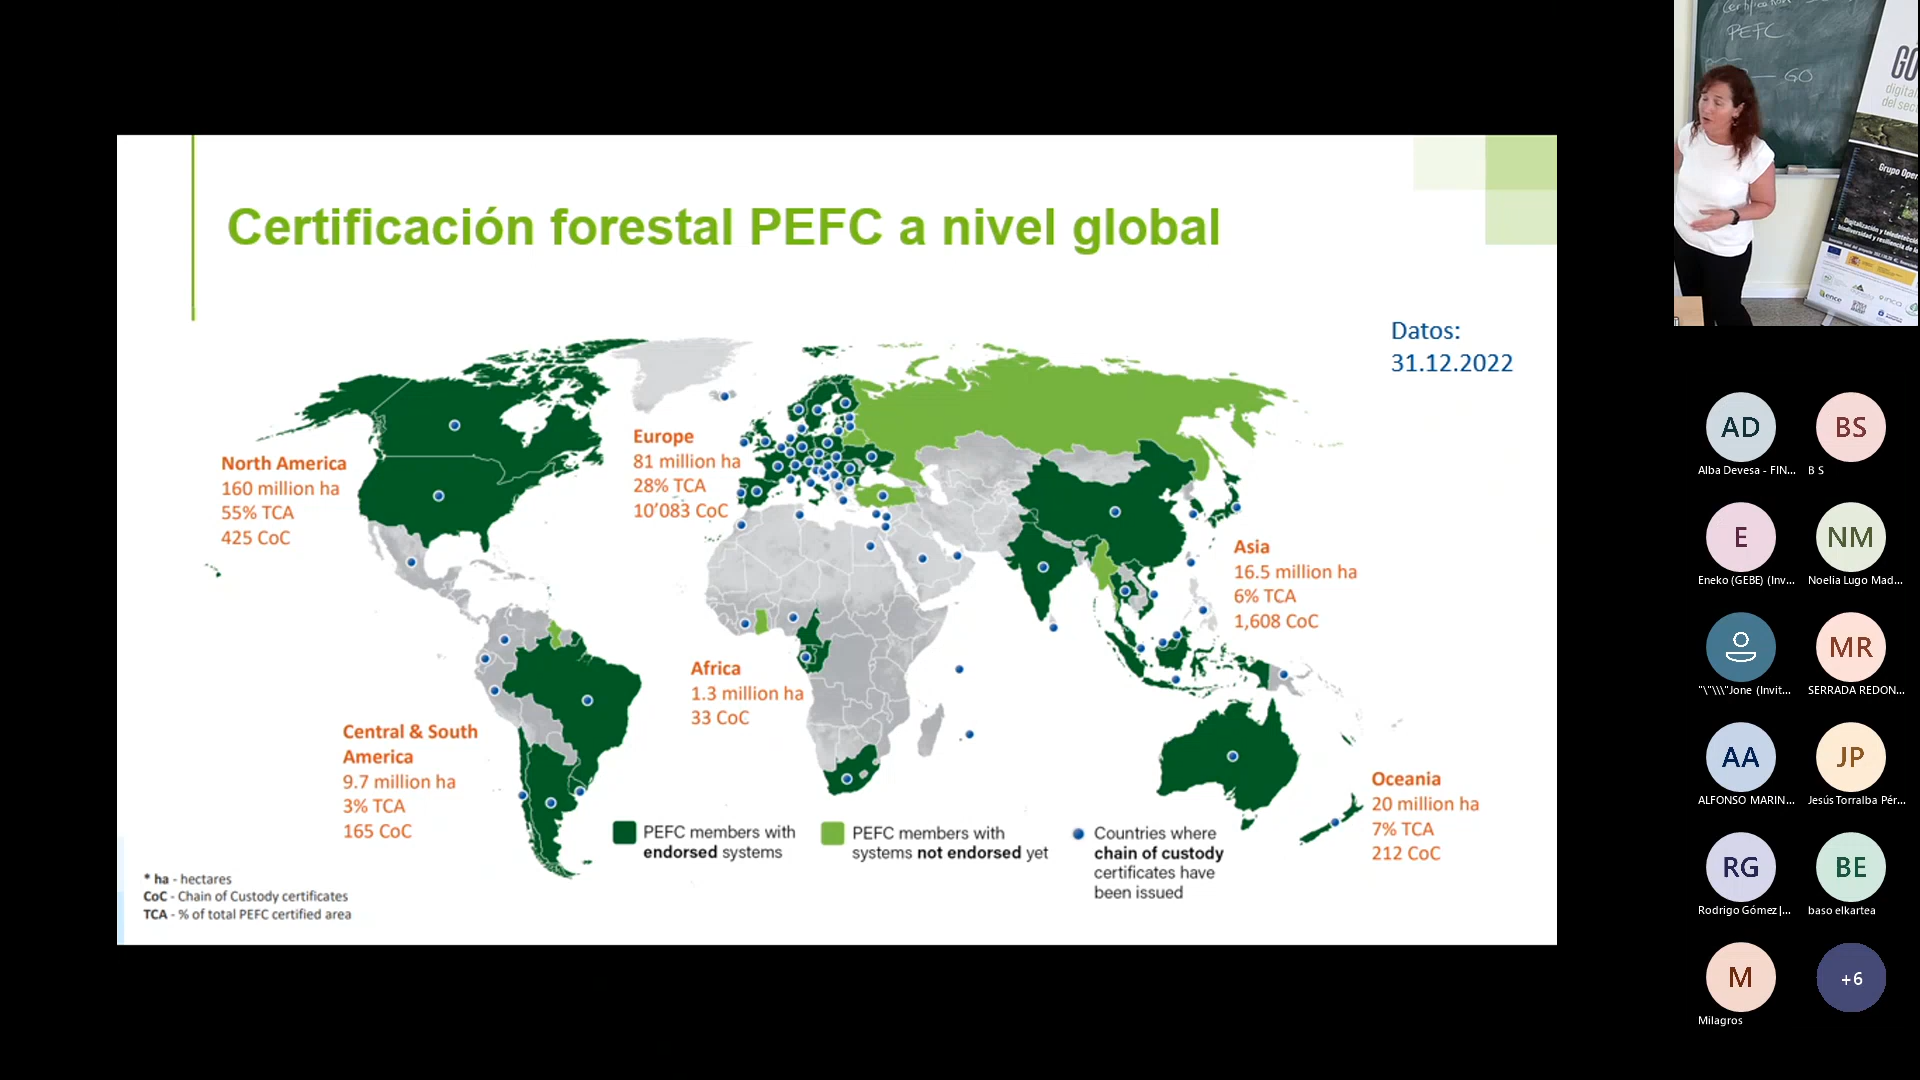 Certificación forestal PEFC a nivel global
Datos:
31.12.2022
North America
160 million ha
55% TCA
425 CoC
Europe
81 million ha
28% TCA
10’083 CoC
Asia
16.5 million ha
6% TCA
1,608 CoC
Africa
1.3 million ha
33 CoC
Central & South
America
9.7 million ha
3% TCA
165 CoC
Oceania
20 million ha
7% TCA
212 CoC
PEFC members with
endorsed systems
PEFC members with
systems not endorsed yet
Countries where
chain of custody
certificates have
been issued
* ha - hectares
CoC - Chain of Custody certificates
TCA - % of total PEFC certified area
PEFC
GO
GO
Grupo Oper
ence
AD
Alba Devesa - FIN...
BS
B S
E
Eneko (GEBE) (Inv...
NM
Noelia Lugo Mad...
"\"\\\"Jone (Invit...
MR
SERRADA REDON...
AA
ALFONSO MARIN...
JP
Jesús Torralba Pér...
RG
Rodrigo Gómez|...
BE
baso elkartea
M
Milagros
+6